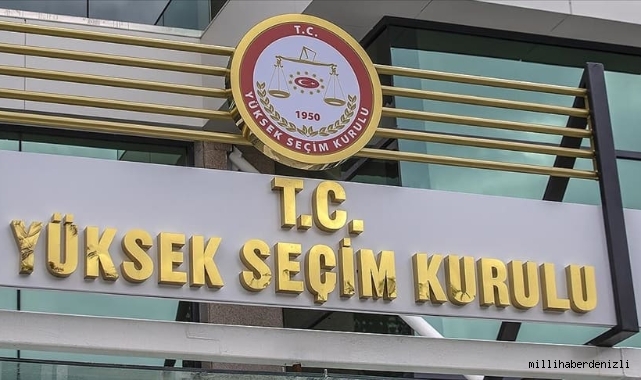 T.C.
1950
YÜKSEK SEÇİM KURULU
T.C.
YÜKSEK SEÇİM KURULU
millihaberdenizli